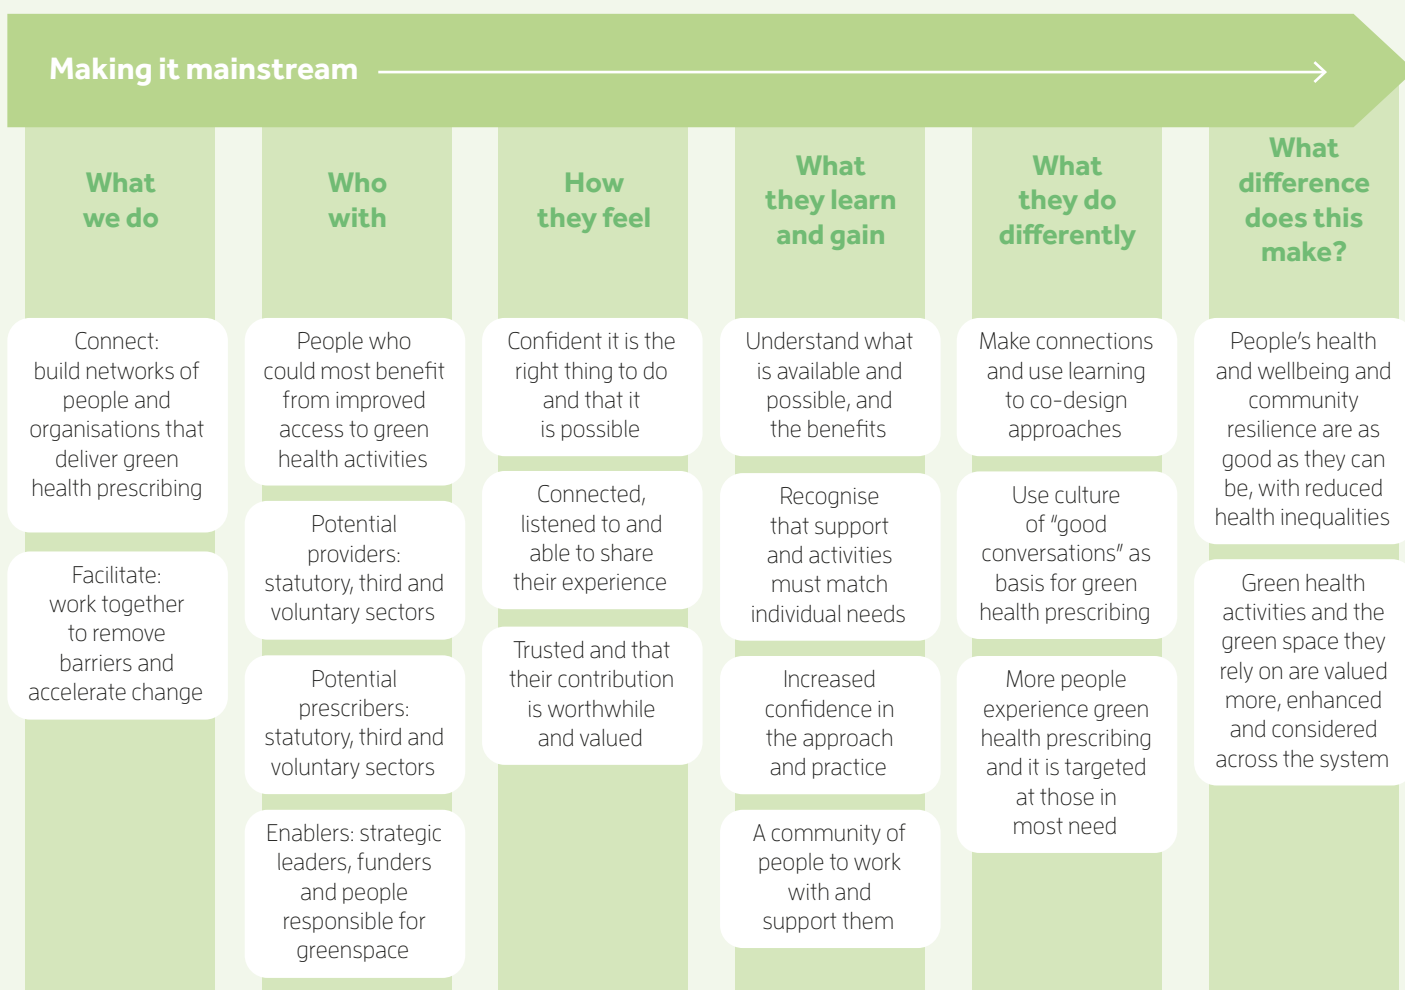 Making it mainstream
What
we do
Connect:
build networks of
people and
organisations that
deliver green
health prescribing
Facilitate:
work together
to remove
barriers and
accelerate change
Who
with
People who
could most benefit
from improved
access to green
health activities
Potential
providers:
statutory, third and
voluntary sectors
Potential
prescribers:
statutory, third and
voluntary sectors
Enablers: strategic
leaders, funders
and people
responsible for
greenspace
How
they feel
Confident it is the
right thing to do
and that it
is possible
Connected,
listened to and
able to share
their experience
Trusted and that
their contribution
is worthwhile
and valued
What
they learn
and gain
Understand what
is available and
possible, and
the benefits
Recognise
that support
and activities
must match
individual needs
Increased
confidence in
the approach
and practice
A community of
people to work
with and
support them
What
they do
differently
Make connections
and use learning
to co-design
approaches
Use culture
of "good
conversations" as
basis for green
health prescribing
More people
experience green
health prescribing
and it is targeted
at those in
most need
What
difference
does this
make?
People's health
and wellbeing and
community
resilience are as
good as they can
be, with reduced
health inequalities
Green health
activities and the
green space they
rely on are valued
more, enhanced
and considered
across the system